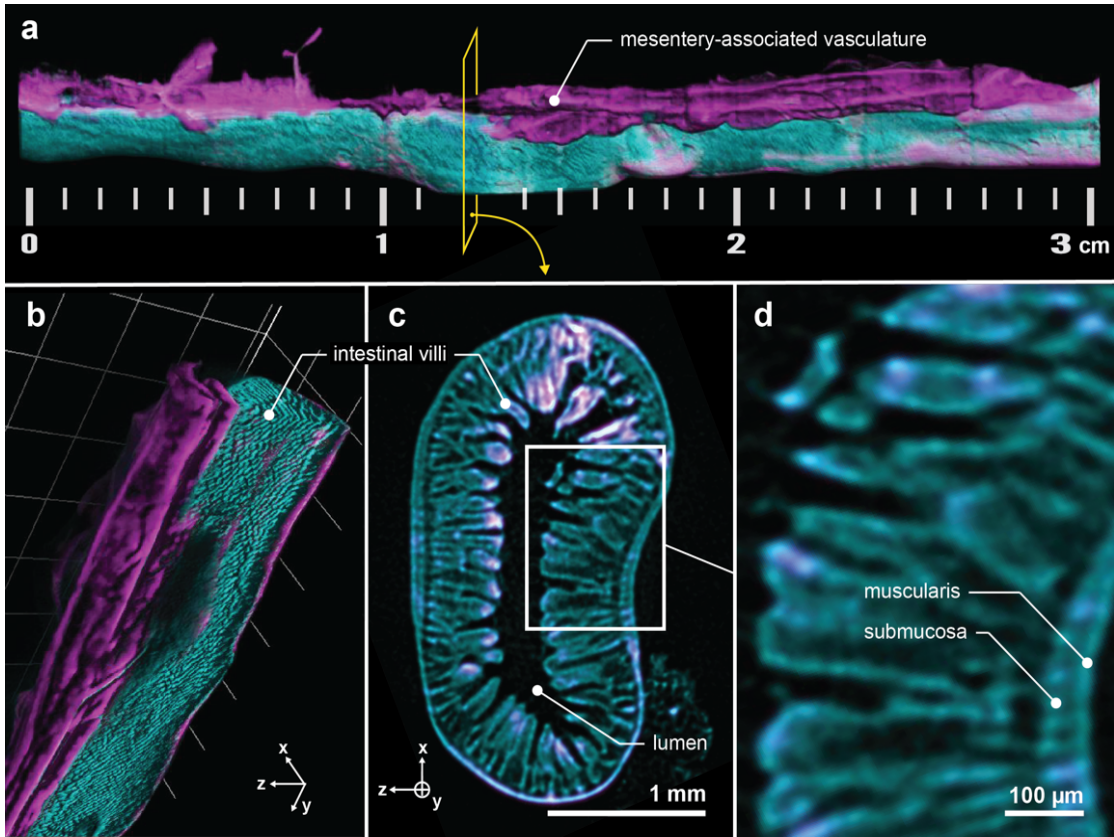 a
mesentery-associated vasculature
0 1 2 3 cm
b
c
d
intestinal villi
muscularis
submucosa
lumen
x
z
y
x
z
y
1 mm
100 µm